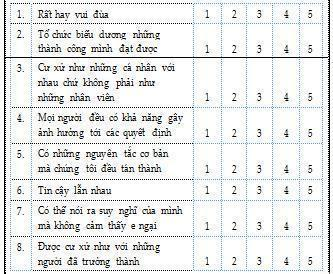 1. Rất hay vui đùa 1 2 3 4 5
2. Tổ chức biểu dương những
thành công mình đạt được 1 2 3 4 5
3. Cư xử như những cá nhân với
nhau chứ không phải như
những nhân viên 1 2 3 4 5
4. Mọi người đều có khả năng gây
ảnh hưởng tới các quyết định 1 2 3 4 5
5. Có những nguyên tắc cơ bản
mà chúng tôi đều tán thành 1 2 3 4 5
6. Tin cậy lẫn nhau 1 2 3 4 5
7. Có thể nói ra suy nghĩ của mình
mà không cảm thấy e ngại 1 2 3 4 5
8. Được cư xử như với những
người đã trưởng thành 1 2 3 4 5